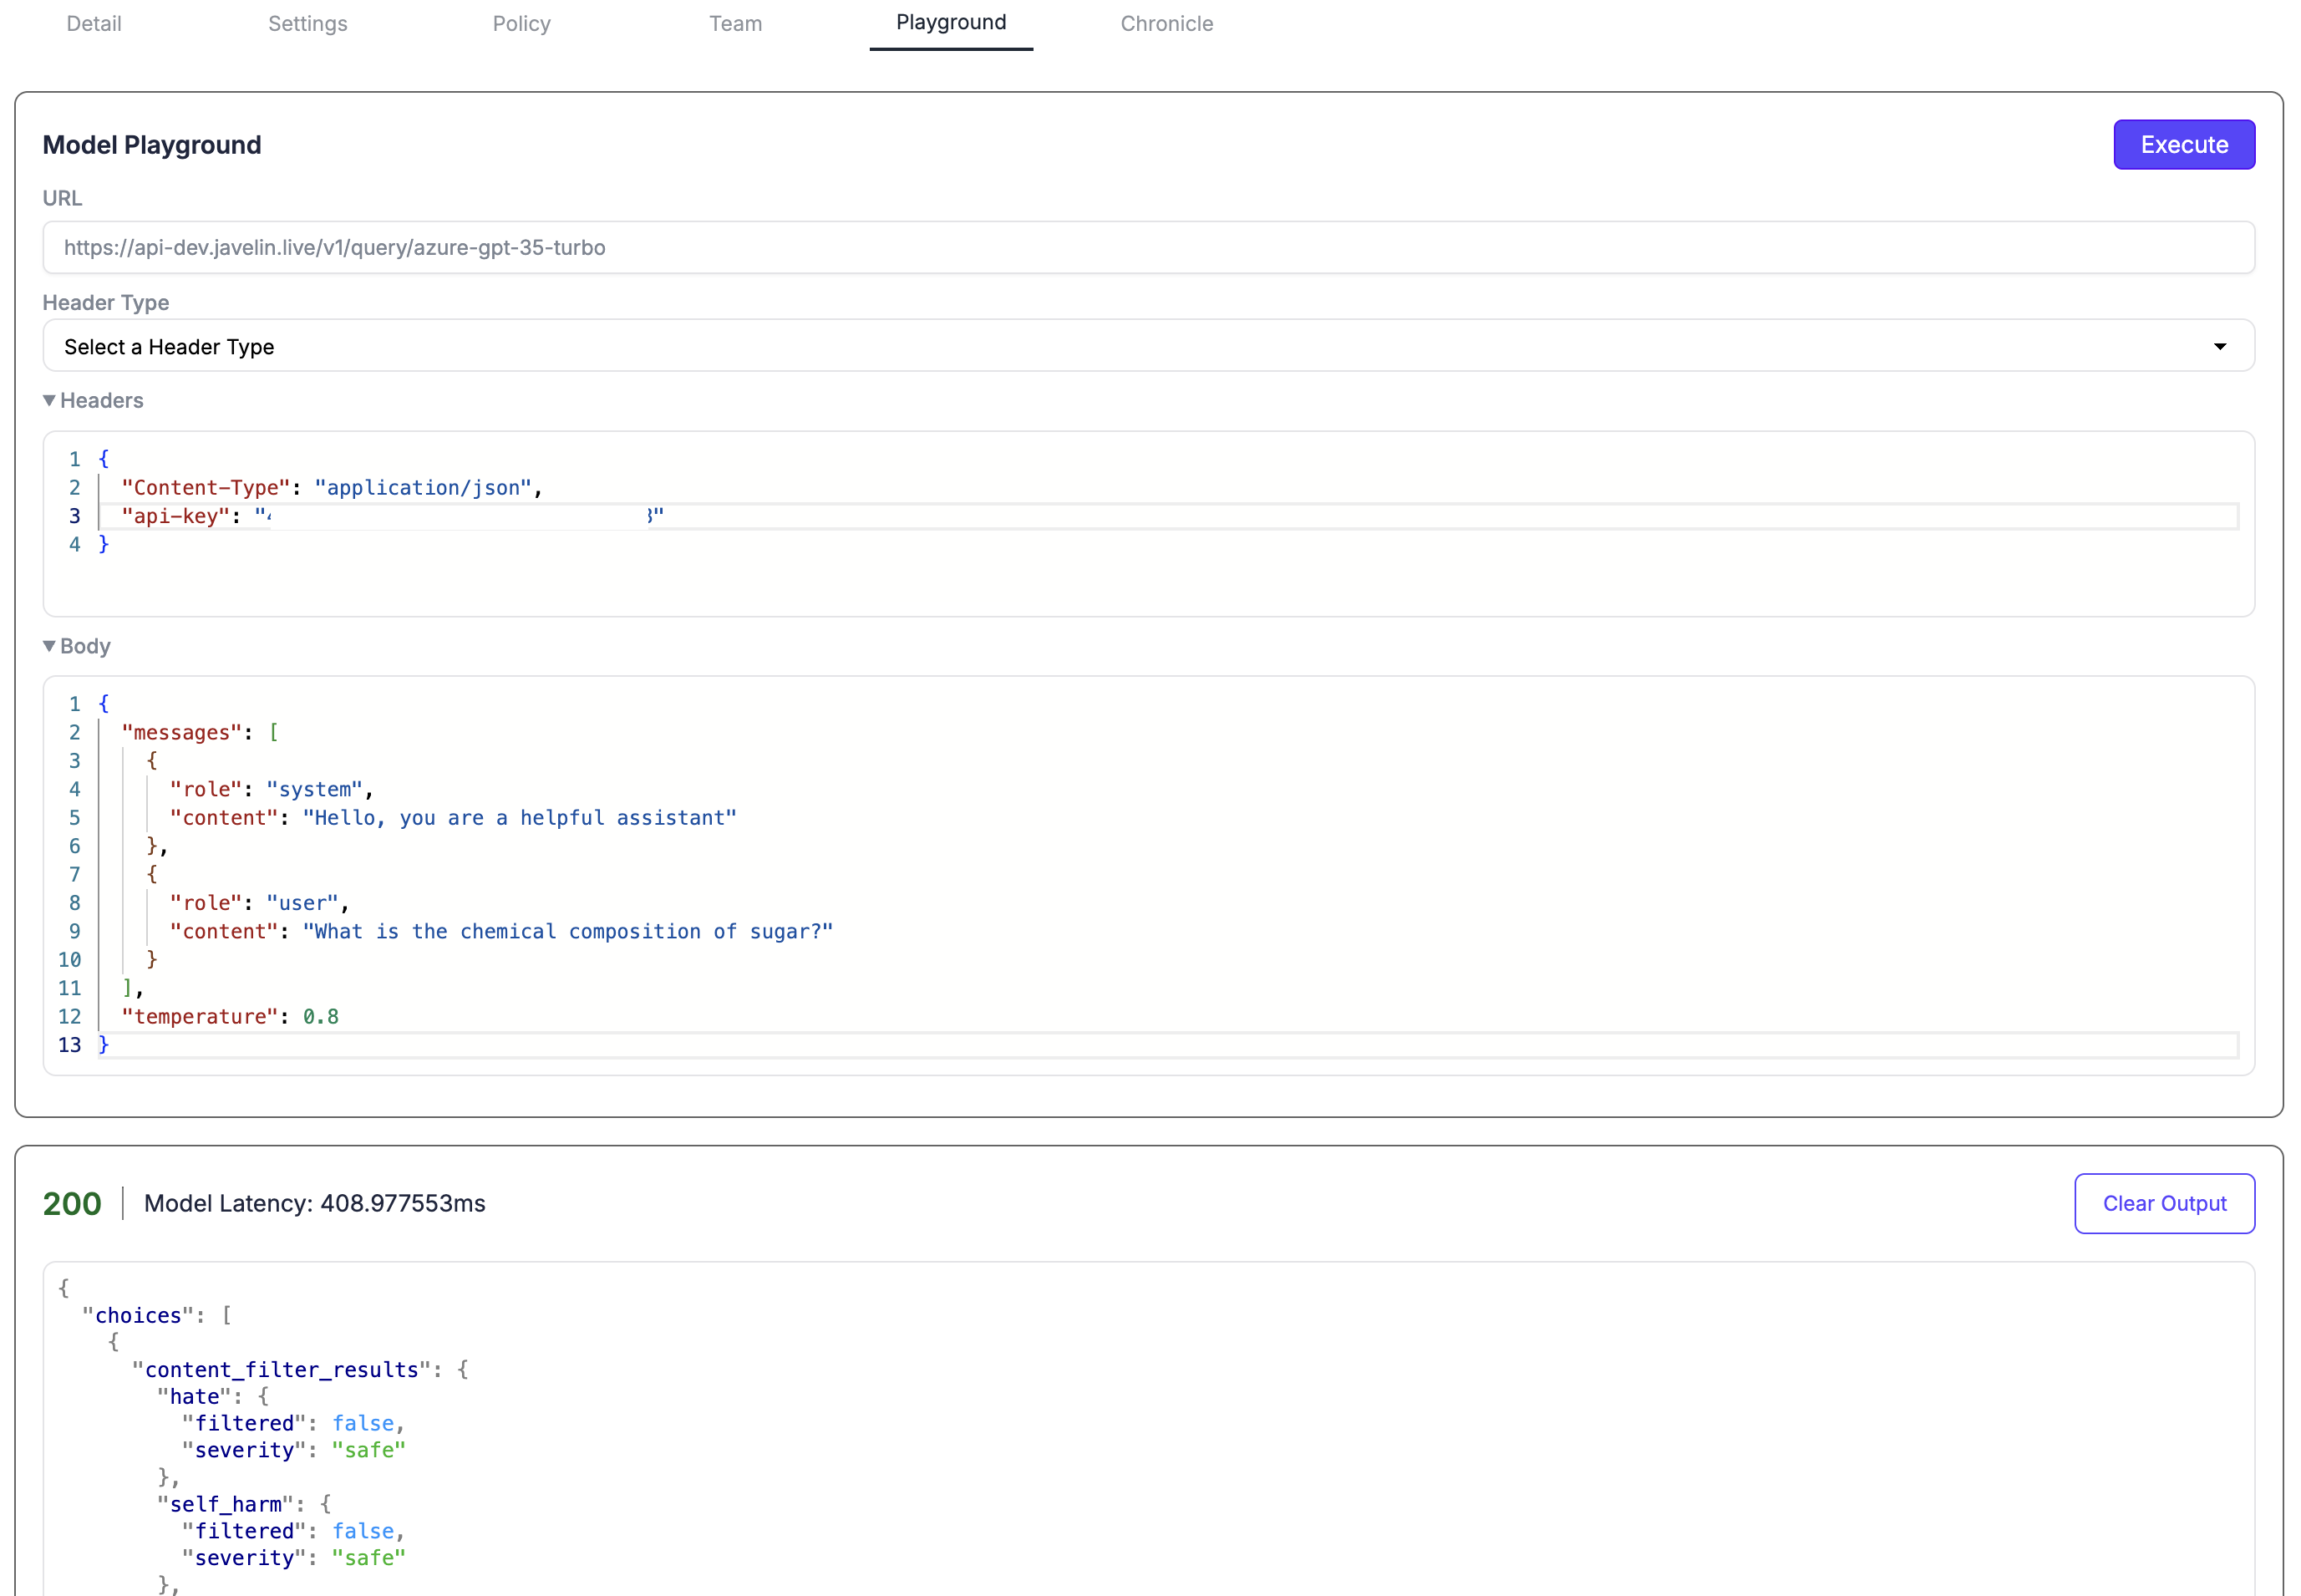 Detail Settings Policy Team Playground Chronicle
Model Playground
Execute
URL
https://api-dev.javelin.live/v1/query/azure-gpt-35-turbo
Header Type
Select a Header Type
Headers
1 {
2 "Content-Type": "application/json",
3 "api-key": "
4 }
Body
1 {
2 "messages": [
3 {
4 "role": "system",
5 "content": "Hello, you are a helpful assistant"
6 },
7 {
8 "role": "user",
9 "content": "What is the chemical composition of sugar?"
10 }
11 ],
12 "temperature": 0.8
13 }
200 | Model Latency: 408.977553ms
Clear Output
{
"choices": [
{
"content_filter_results": {
"hate": {
"filtered": false,
"severity": "safe"
},
"self_harm": {
"filtered": false,
"severity": "safe"
},